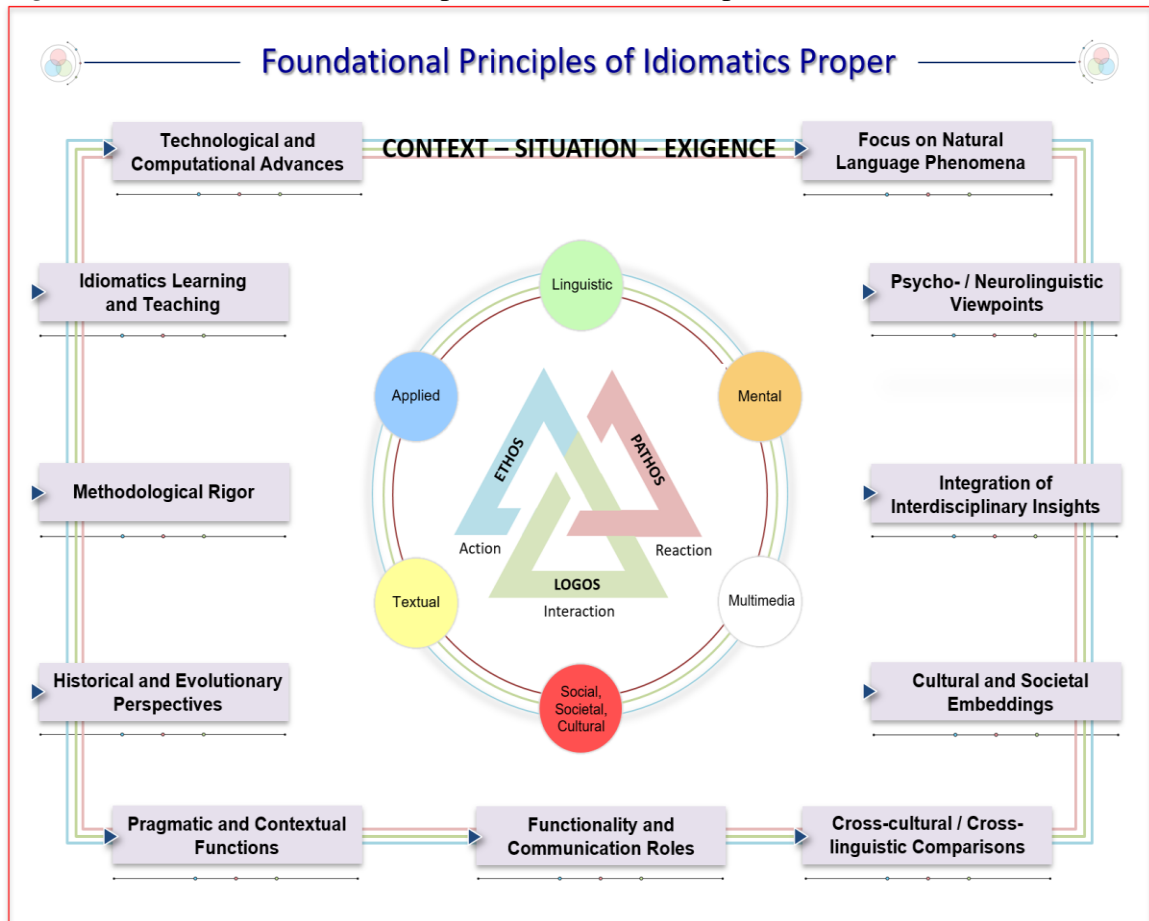 Foundational Principles of Idiomatics Proper
Technological and
Computational Advances
CONTEXT – SITUATION – EXIGENCE
Focus on Natural
Language Phenomena
Idiomatics Learning
and Teaching
Psycho- / Neurolinguistic
Viewpoints
Linguistic
Applied
Mental
ETHOS
PATHOS
Methodological Rigor
Integration of
Interdisciplinary Insights
Action
Reaction
LOGOS
Interaction
Textual
Multimedia
Historical and Evolutionary
Perspectives
Social,
Societal,
Cultural
Cultural and Societal
Embeddings
Pragmatic and Contextual
Functions
Functionality and
Communication Roles
Cross-cultural / Cross-
linguistic Comparisons